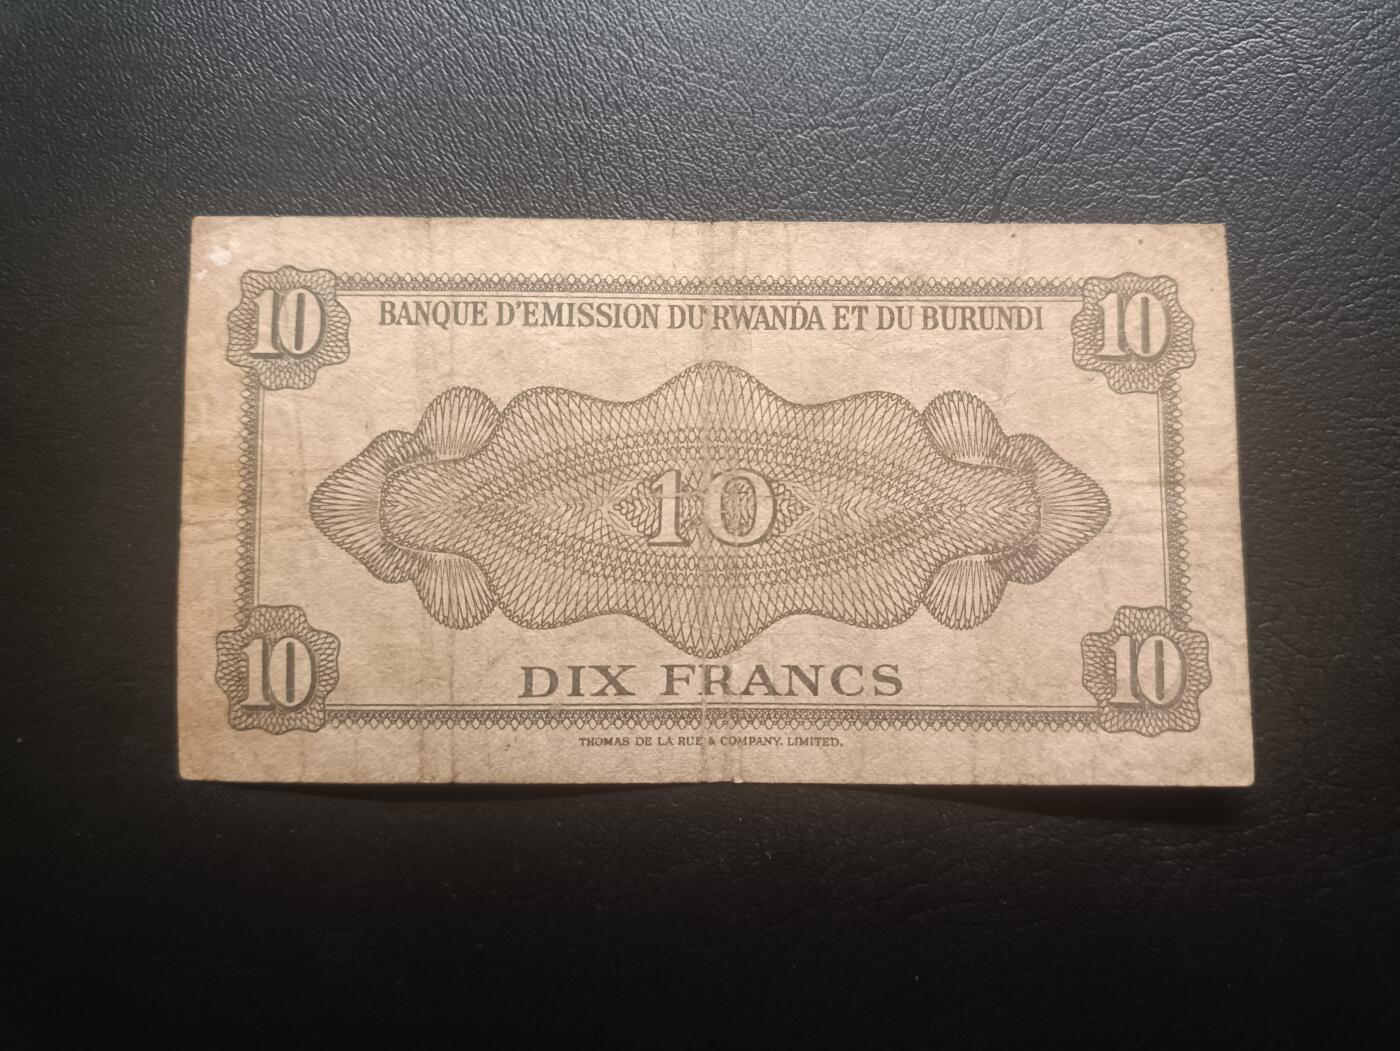 10 10
BANQUE D'EMISSION DU RWANDA ET DU BURUNDI
10
10 10
DIX FRANCS
THOMAS DE LA RUE & COMPANY, LIMITED.